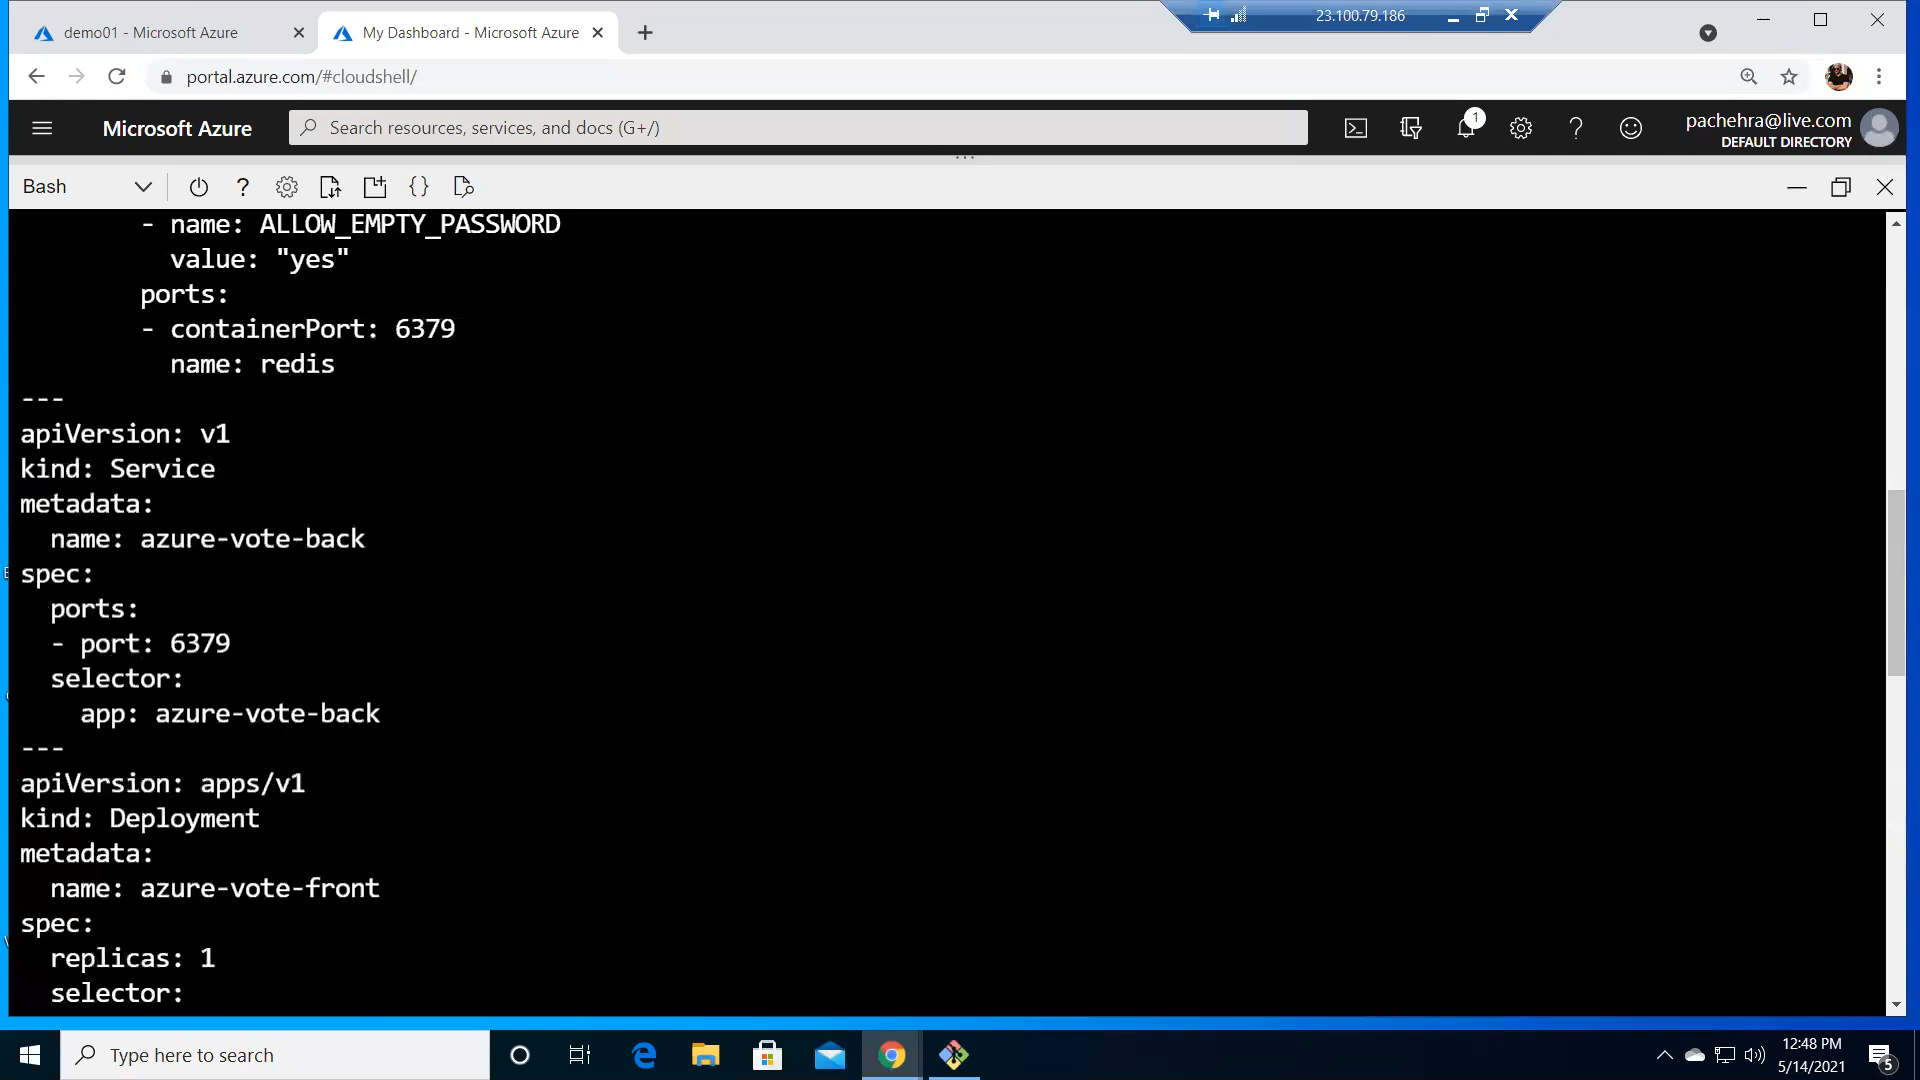 demo01 - Microsoft Azure
My Dashboard - Microsoft Azure
23.100.79.186
portal.azure.com/#cloudshell/
Microsoft Azure
Search resources, services, and docs (G+/)
1
pachehra@live.com
DEFAULT DIRECTORY
Bash
- name: ALLOW_EMPTY_PASSWORD
value: "yes"
ports:
- containerPort: 6379
name: redis
---
apiVersion: v1
kind: Service
metadata:
name: azure-vote-back
spec:
ports:
- port: 6379
selector:
app: azure-vote-back
---
apiVersion: apps/v1
kind: Deployment
metadata:
name: azure-vote-front
spec:
replicas: 1
selector:
Type here to search
12:48 PM
5/14/2021
5